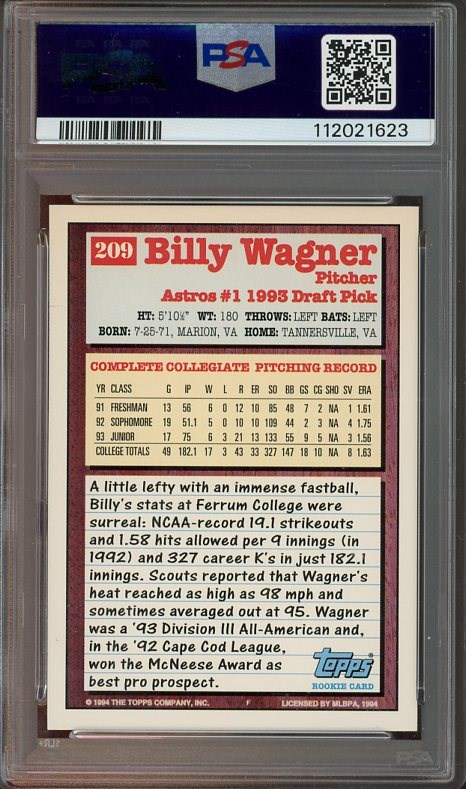 PSA
112021623
209 Billy Wagner
Pitcher
Astros #1 1993 Draft Pick
HT: 5'10½" WT: 180 THROWS: LEFT BATS: LEFT
BORN: 7-25-71, MARION, VA HOME: TANNERSVILLE, VA
COMPLETE COLLEGIATE PITCHING RECORD
YR CLASS G IP W L R ER SO BB GS CG SHO SV ERA
91 FRESHMAN 13 56 6 0 12 10 85 48 7 2 NA 1 1.61
92 SOPHOMORE 19 51.1 5 0 10 10 109 44 2 3 NA 4 1.75
93 JUNIOR 17 75 6 3 21 13 133 55 9 5 NA 3 1.56
COLLEGE TOTALS 49 182.1 17 3 43 33 327 147 18 10 NA 8 1.63
A little lefty with an immense fastball,
Billy's stats at Ferrum College were
surreal: NCAA-record 19.1 strikeouts
and 1.58 hits allowed per 9 innings (in
1992) and 327 career K's in just 182.1
innings. Scouts reported that Wagner's
heat reached as high as 98 mph and
sometimes averaged out at 95. Wagner
was a '93 Division III All-American and,
in the '92 Cape Cod League,
won the McNeese Award as
best pro prospect.
Topps®
ROOKIE CARD
© 1994 THE TOPPS COMPANY, INC. F LICENSED BY MLBPA, 1994
PSA